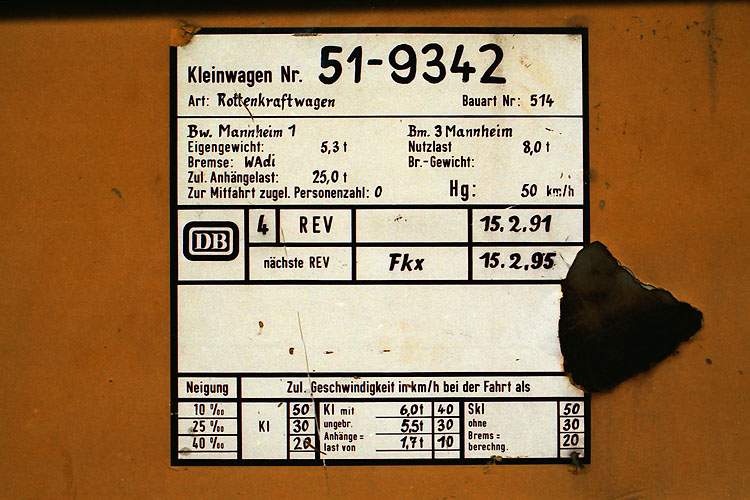 Kleinwagen Nr. 51-9342
Art: Rottenkraftwagen Bauart Nr: 514
Bw. Mannheim 1 Bm. 3 Mannheim
Eigengewicht: 5,3 t Nutzlast 8,0 t
Bremse: WAdi Br.-Gewicht:
Zul. Anhängelast: 25,0 t
Zur Mitfahrt zugel. Personenzahl: 0 Hg: 50 km/h
DB 4 REV 15.2.91
nächste REV Fkx 15.2.95
Neigung Zul. Geschwindigkeit in km/h bei der Fahrt als
10 ‰ 50 Kl mit 6,0t 40 Skl 50
25 ‰ Kl 30 ungebr. 5,5t 30 ohne 30
40 ‰ 20 Anhänge= 1,7t 10 Brems= 20
last von berechng.